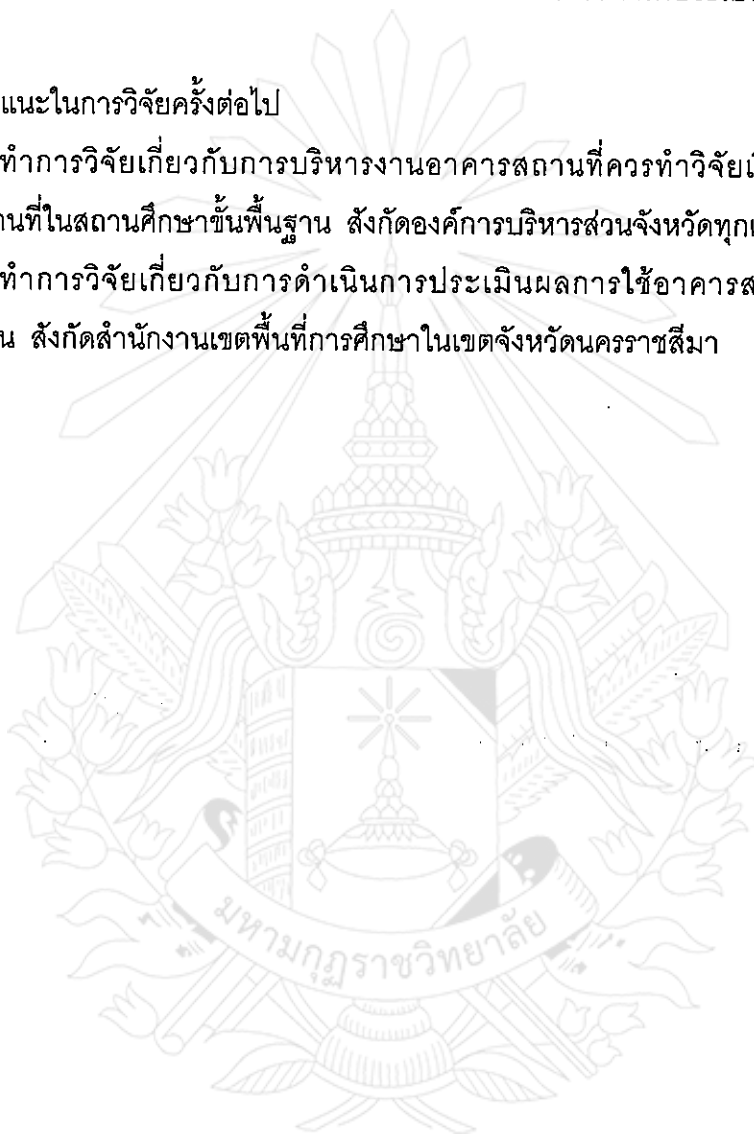 แนะในการวิจัยครั้งต่อไป
ทำการวิจัยเกี่ยวกับการบริหารงานอาคารสถานที่ควรทำวิจัย
านที่ในสถานศึกษาขั้นพื้นฐาน สังกัดองค์การบริหารส่วนจังหวัดทุก
ทำการวิจัยเกี่ยวกับการดำเนินการประเมินผลการใช้อาคารส
น สังกัดสำนักงานเขตพื้นที่การศึกษาในเขตจังหวัดนครราชสีมา
มหามกุฏราชวิทยาลัย